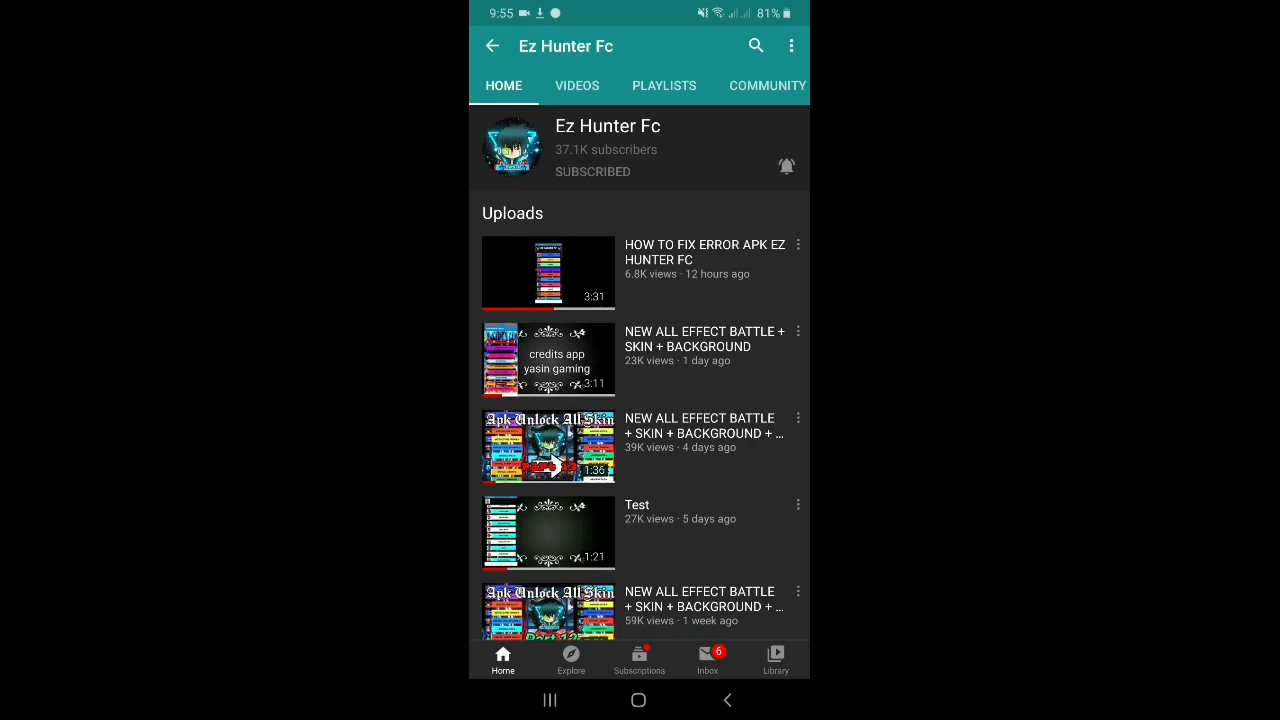 9:55
81%
Ez Hunter Fc
HOME VIDEOS PLAYLISTS COMMUNITY
Ez Hunter Fc
37.1K subscribers
SUBSCRIBED
Uploads
HOW TO FIX ERROR APK EZ
HUNTER FC
6.8K views · 12 hours ago
3:31
NEW ALL EFFECT BATTLE +
SKIN + BACKGROUND
23K views · 1 day ago
credits app
yasin gaming
3:11
NEW ALL EFFECT BATTLE
+ SKIN + BACKGROUND + ...
39K views · 4 days ago
Apk Unlock All Skin
Part 13
1:36
Test
27K views · 5 days ago
1:21
NEW ALL EFFECT BATTLE
+ SKIN + BACKGROUND + ...
59K views · 1 week ago
Apk Unlock All Skin
Part 12
Home Explore Subscriptions Inbox 6 Library